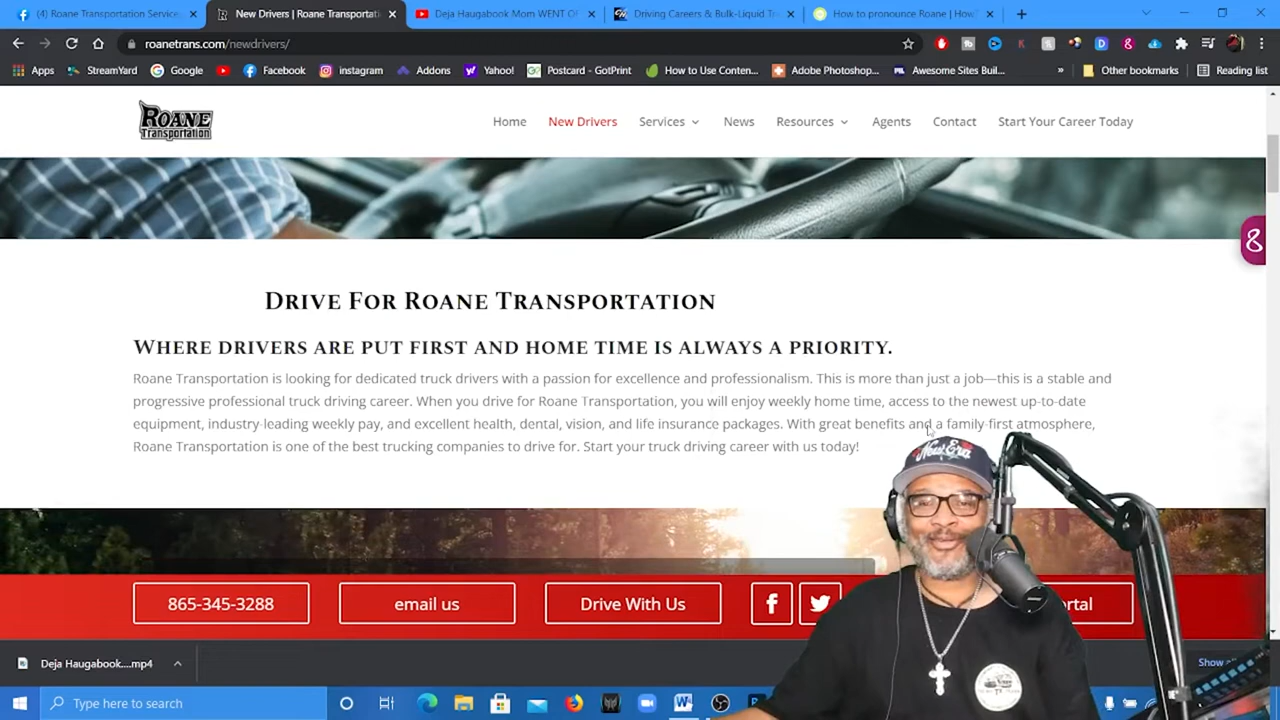 (4) Roane Transportation Service
New Drivers | Roane Transportati
Deja Haugabook Mom WENT OF
Driving Careers & Bulk-Liquid Tr
How to pronounce Roane | How
roanetrans.com/newdrivers/
Apps
StreamYard
Google
Facebook
instagram
Addons
Yahoo!
Postcard - GotPrint
How to Use Conten...
Adobe Photoshop...
Awesome Sites Buil...
»
Other bookmarks
Reading list
ROANE
Transportation
Home
New Drivers
Services
News
Resources
Agents
Contact
Start Your Career Today
DRIVE FOR ROANE TRANSPORTATION
WHERE DRIVERS ARE PUT FIRST AND HOME TIME IS ALWAYS A PRIORITY.
Roane Transportation is looking for dedicated truck drivers with a passion for excellence and professionalism. This is more than just a job—this is a stable and
progressive professional truck driving career. When you drive for Roane Transportation, you will enjoy weekly home time, access to the newest up-to-date
equipment, industry-leading weekly pay, and excellent health, dental, vision, and life insurance packages. With great benefits and a family-first atmosphere,
Roane Transportation is one of the best trucking companies to drive for. Start your truck driving career with us today!
New Era
865-345-3288
email us
Drive With Us
Deja Haugabook....mp4
Type here to search